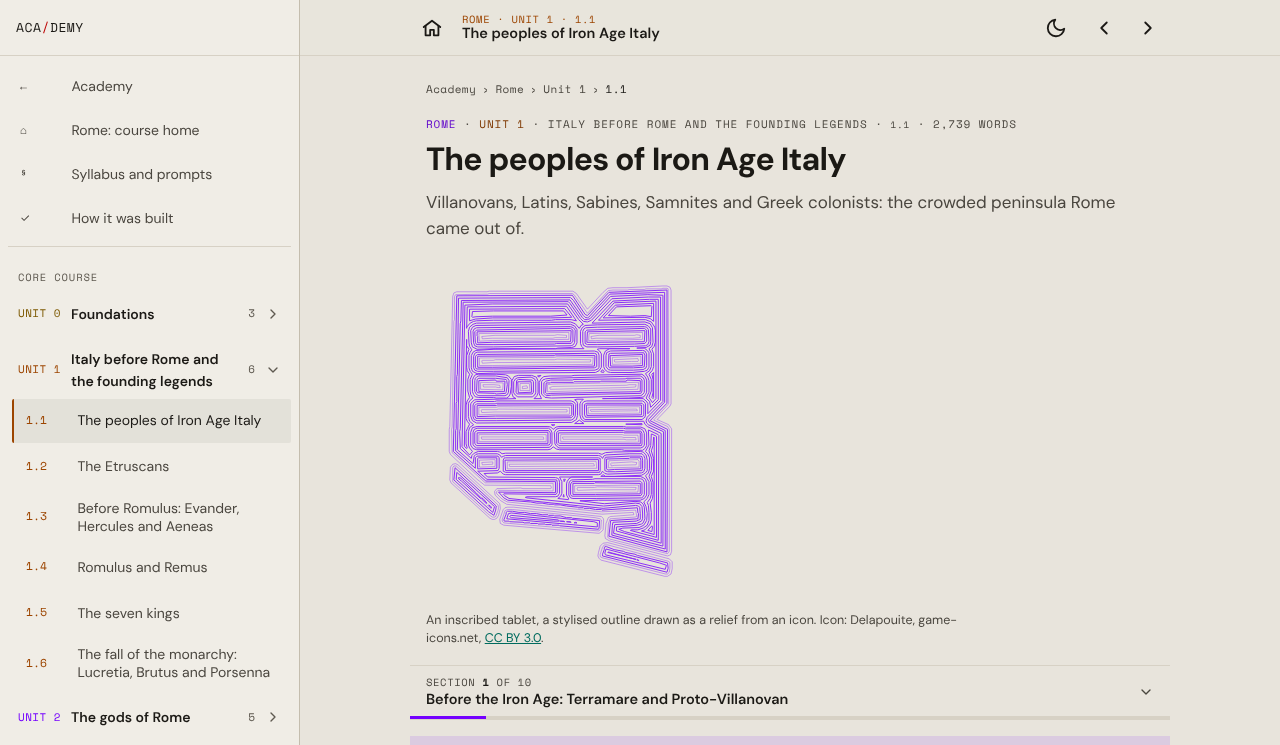 ACA/DEMY
← Academy
⌂ Rome: course home
§ Syllabus and prompts
✓ How it was built
CORE COURSE
UNIT 0 Foundations 3
UNIT 1 Italy before Rome and the founding legends 6
1.1 The peoples of Iron Age Italy
1.2 The Etruscans
1.3 Before Romulus: Evander, Hercules and Aeneas
1.4 Romulus and Remus
1.5 The seven kings
1.6 The fall of the monarchy: Lucretia, Brutus and Porsenna
UNIT 2 The gods of Rome 5
ROME · UNIT 1 · 1.1
The peoples of Iron Age Italy
Academy › Rome › Unit 1 › 1.1
ROME · UNIT 1 · ITALY BEFORE ROME AND THE FOUNDING LEGENDS · 1.1 · 2,739 WORDS
The peoples of Iron Age Italy
Villanovans, Latins, Sabines, Samnites and Greek colonists: the crowded peninsula Rome
came out of.
An inscribed tablet, a stylised outline drawn as a relief from an icon. Icon: Delapouite, game-
icons.net, CC BY 3.0.
SECTION 1 OF 10
Before the Iron Age: Terramare and Proto-Villanovan